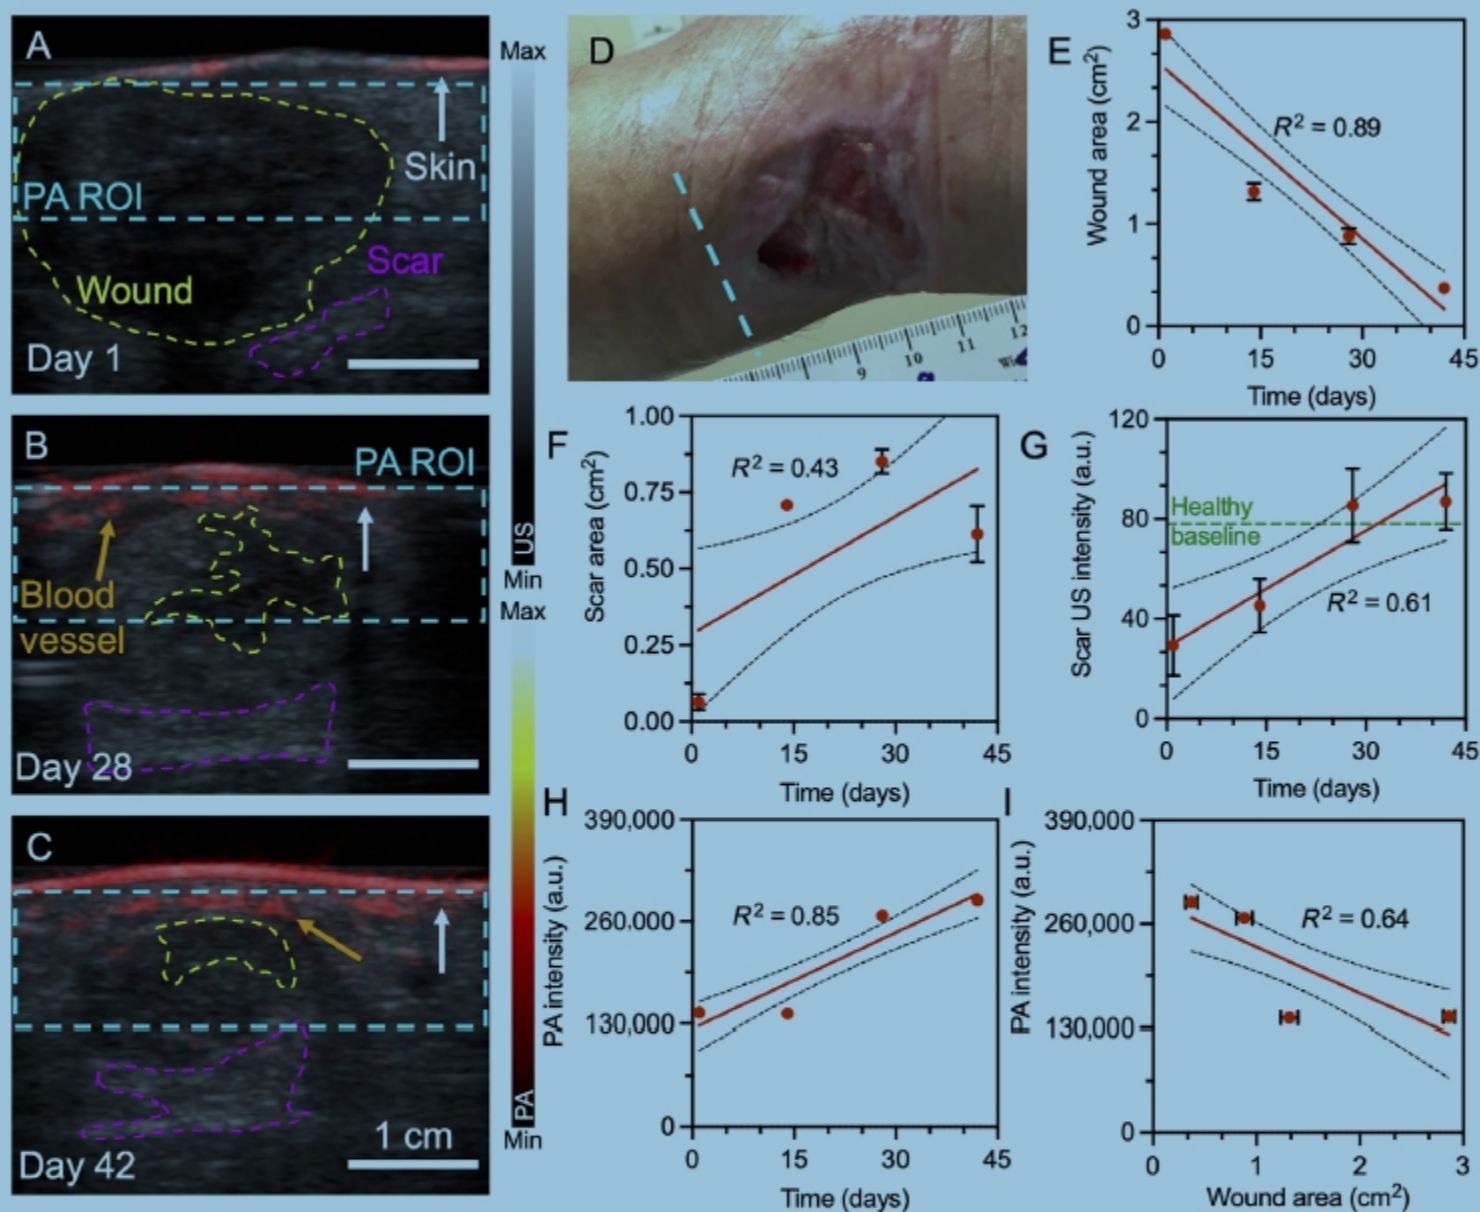 A
Skin
PA ROI
Scar
Wound
Day 1
B
PA ROI
Blood
vessel
Day 28
C
1 cm
Day 42
Max
US
Min
Max
PA
Min
D
9
10
11
12
E
Wound area (cm²)
3
2
1
0
R² = 0.89
0
15
30
45
Time (days)
F
Scar area (cm²)
1.00
0.75
0.50
0.25
0.00
R² = 0.43
0
15
30
45
Time (days)
G
Scar US intensity (a.u.)
120
80
40
0
Healthy
baseline
R² = 0.61
0
15
30
45
Time (days)
H
PA intensity (a.u.)
390,000
260,000
130,000
0
R² = 0.85
0
15
30
45
Time (days)
I
PA intensity (a.u.)
390,000
260,000
130,000
0
R² = 0.64
0
1
2
3
Wound area (cm²)